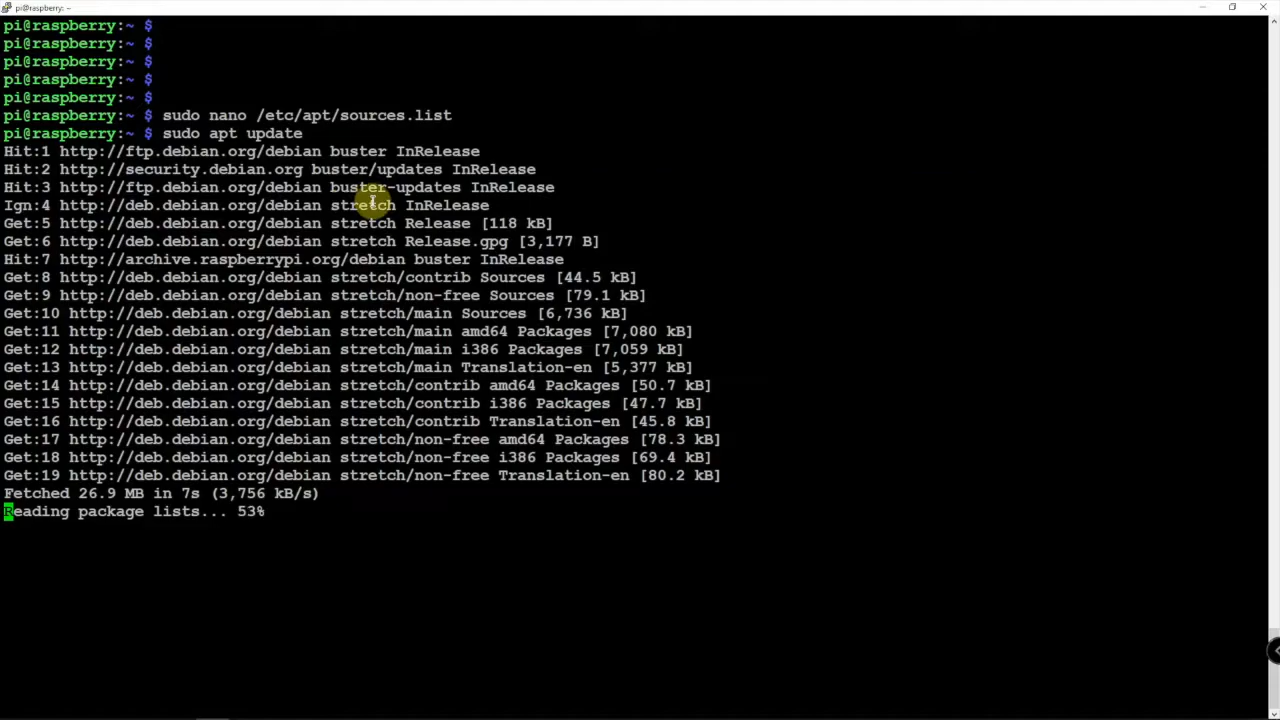 pi@raspberry: ~
pi@raspberry:~ $
pi@raspberry:~ $
pi@raspberry:~ $
pi@raspberry:~ $
pi@raspberry:~ $
pi@raspberry:~ $ sudo nano /etc/apt/sources.list
pi@raspberry:~ $ sudo apt update
Hit:1 http://ftp.debian.org/debian buster InRelease
Hit:2 http://security.debian.org buster/updates InRelease
Hit:3 http://ftp.debian.org/debian buster-updates InRelease
Ign:4 http://deb.debian.org/debian stretch InRelease
Get:5 http://deb.debian.org/debian stretch Release [118 kB]
Get:6 http://deb.debian.org/debian stretch Release.gpg [3,177 B]
Hit:7 http://archive.raspberrypi.org/debian buster InRelease
Get:8 http://deb.debian.org/debian stretch/contrib Sources [44.5 kB]
Get:9 http://deb.debian.org/debian stretch/non-free Sources [79.1 kB]
Get:10 http://deb.debian.org/debian stretch/main Sources [6,736 kB]
Get:11 http://deb.debian.org/debian stretch/main amd64 Packages [7,080 kB]
Get:12 http://deb.debian.org/debian stretch/main i386 Packages [7,059 kB]
Get:13 http://deb.debian.org/debian stretch/main Translation-en [5,377 kB]
Get:14 http://deb.debian.org/debian stretch/contrib amd64 Packages [50.7 kB]
Get:15 http://deb.debian.org/debian stretch/contrib i386 Packages [47.7 kB]
Get:16 http://deb.debian.org/debian stretch/contrib Translation-en [45.8 kB]
Get:17 http://deb.debian.org/debian stretch/non-free amd64 Packages [78.3 kB]
Get:18 http://deb.debian.org/debian stretch/non-free i386 Packages [69.4 kB]
Get:19 http://deb.debian.org/debian stretch/non-free Translation-en [80.2 kB]
Fetched 26.9 MB in 7s (3,756 kB/s)
Reading package lists... 53%